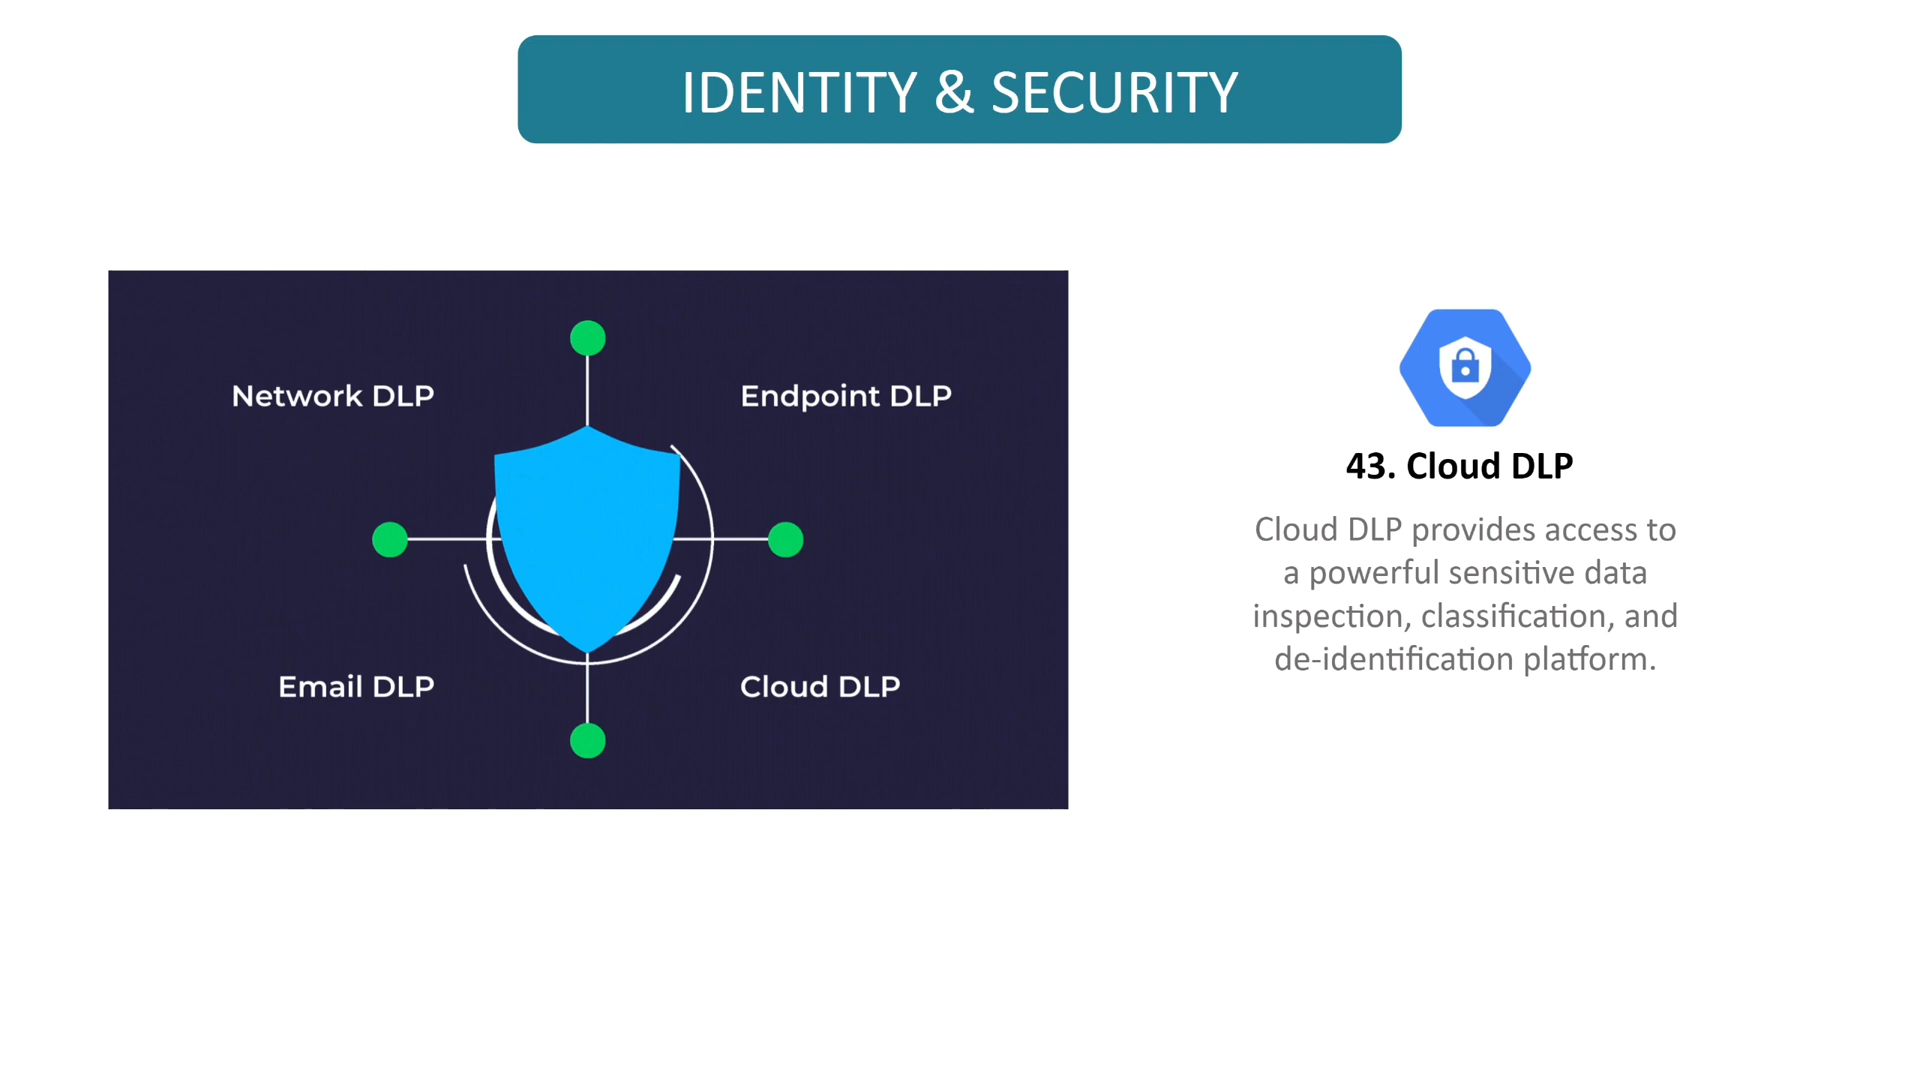 IDENTITY & SECURITY
Network DLP
Endpoint DLP
Email DLP
Cloud DLP
43. Cloud DLP
Cloud DLP provides access to
a powerful sensitive data
inspection, classification, and
de-identification platform.